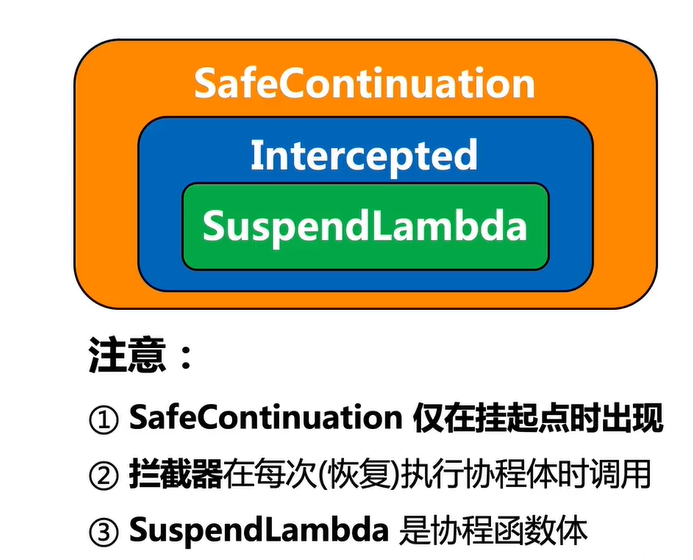 SafeContinuation
Intercepted
SuspendLambda
注意：
① SafeContinuation 仅在挂起点时出现
② 拦截器在每次(恢复)执行协程体时调用
③ SuspendLambda 是协程函数体